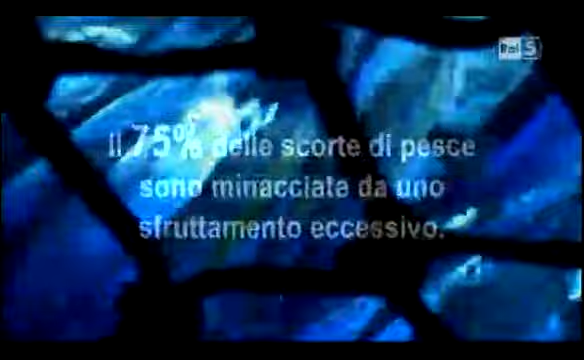 Rai 5
Il 75% delle scorte di pesce
sono minacciate da uno
sfruttamento eccessivo.